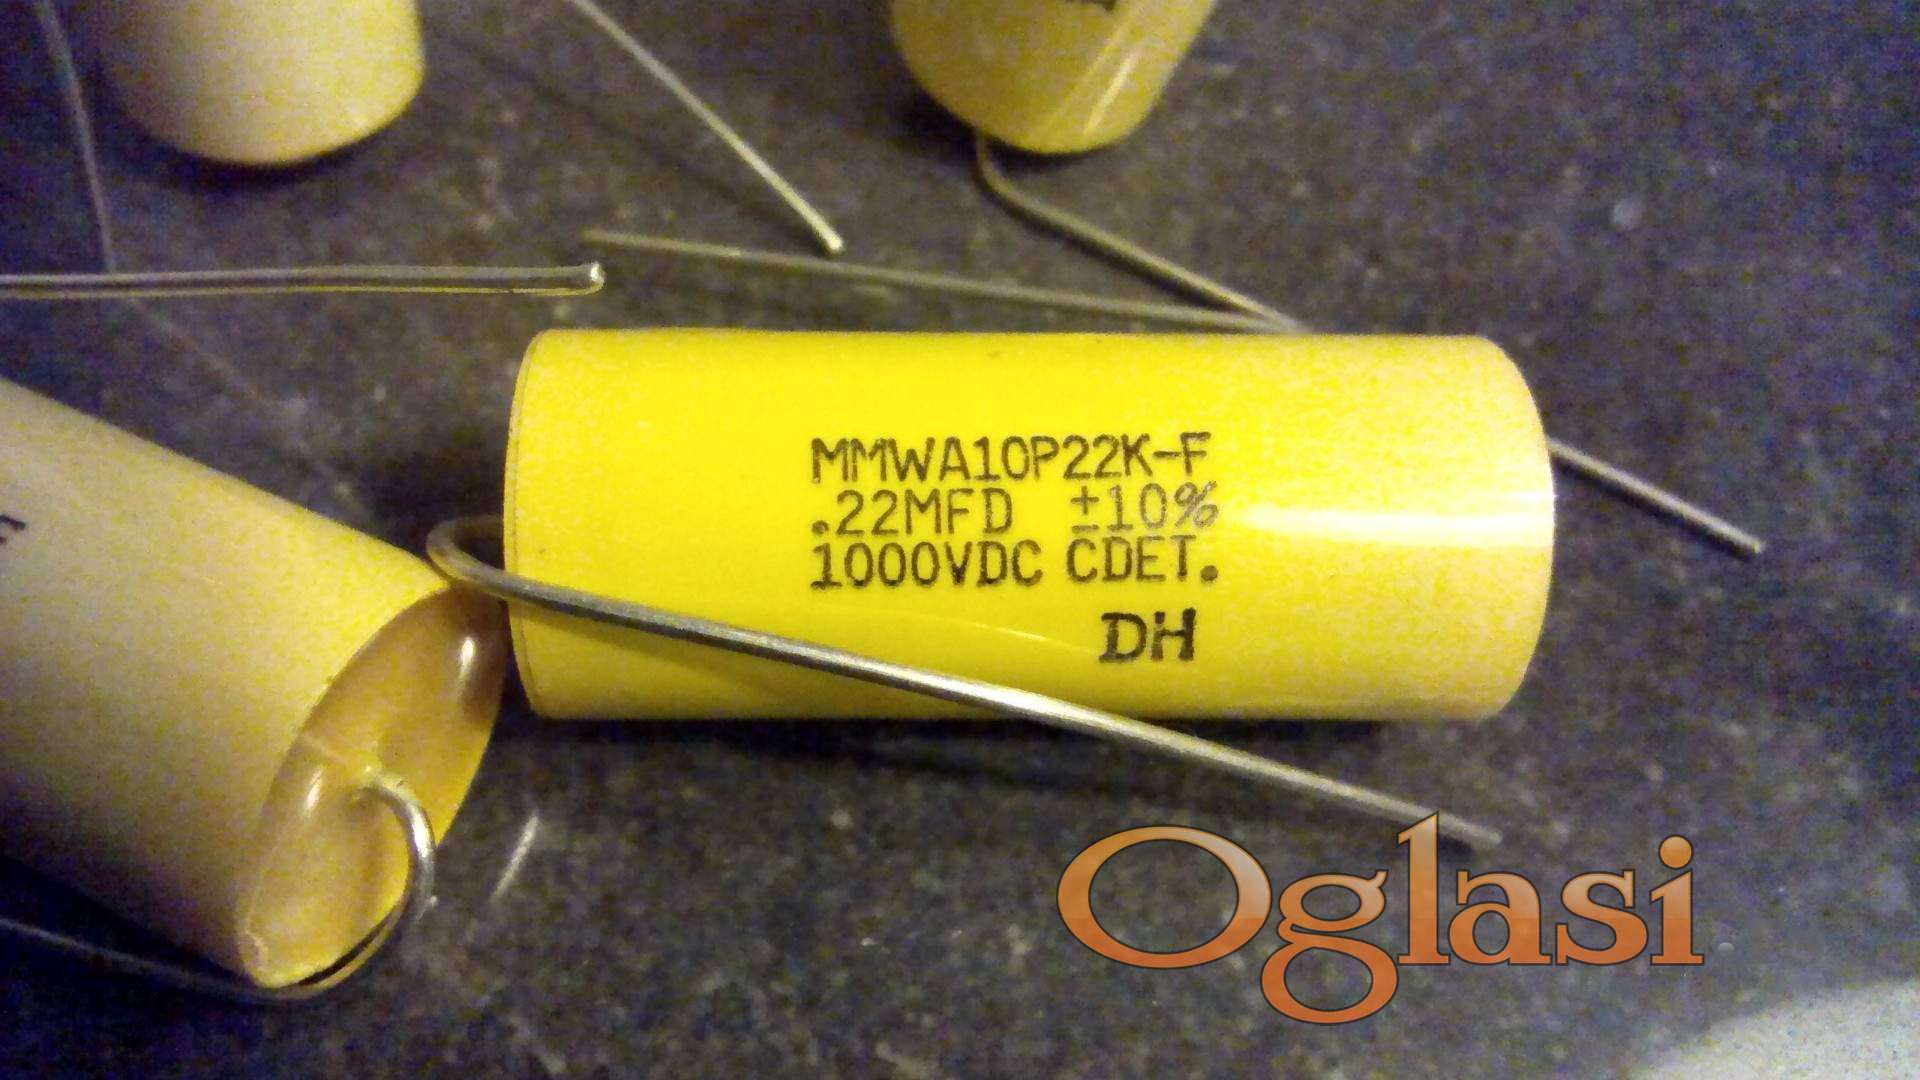 MMWA10P22K-F
.22MFD ±10%
1000VDC CDET.
DH
Oglasi